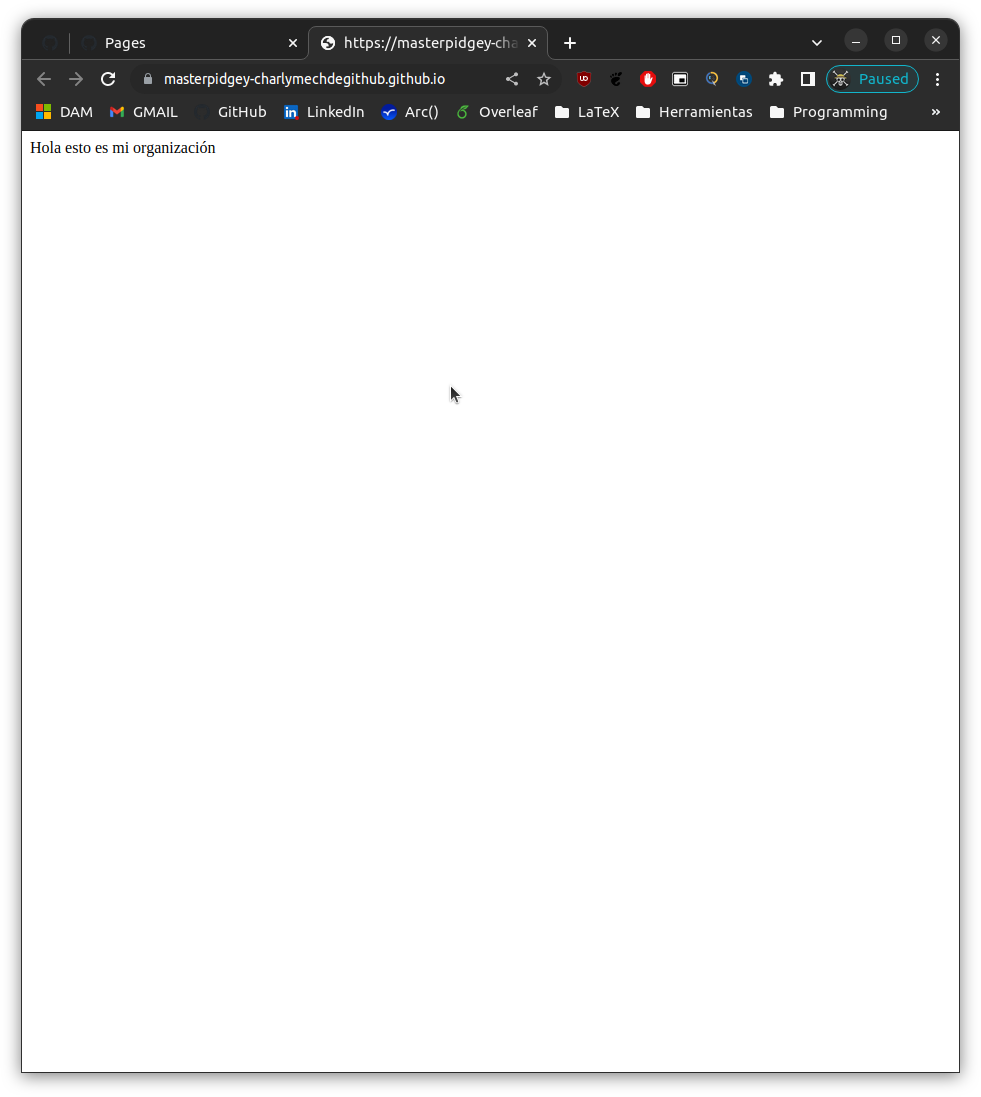 Pages
https://masterpidgey-cha
masterpidgey-charlymechdegithub.github.io
Paused
DAM GMAIL GitHub LinkedIn Arc() Overleaf LaTeX Herramientas Programming »
Hola esto es mi organización